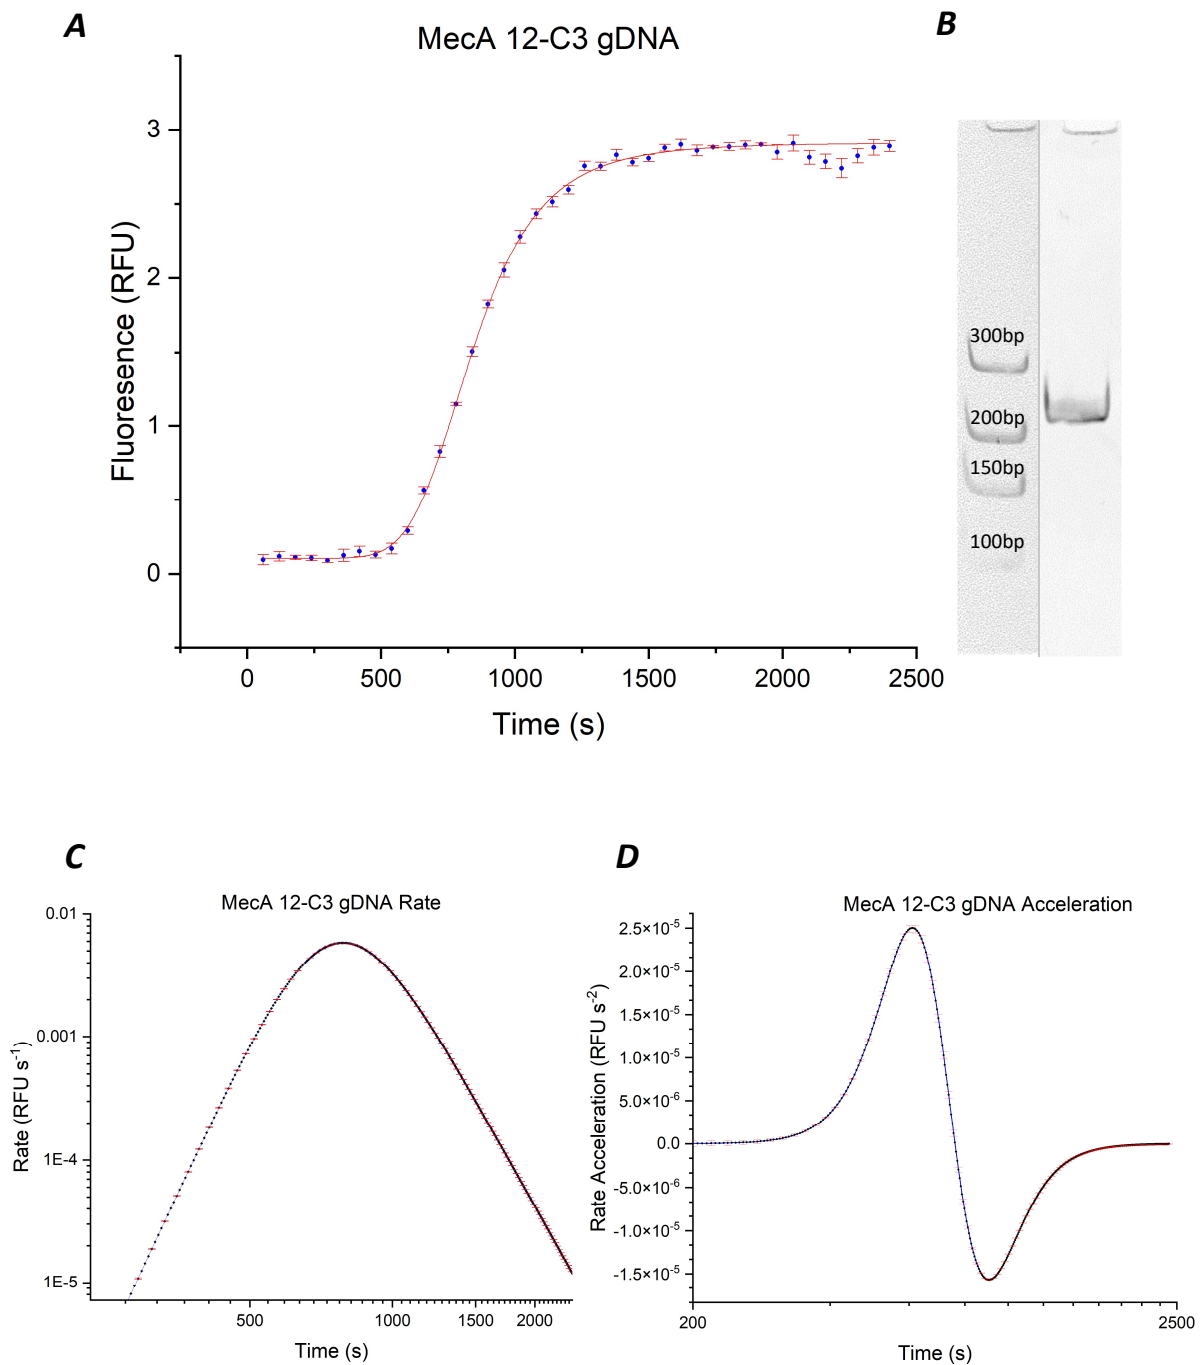 A
MecA 12-C3 gDNA
B
3
2
1
0
Fluoresence (RFU)
0 500 1000 1500 2000 2500
Time (s)
300bp
200bp
150bp
100bp
C
MecA 12-C3 gDNA Rate
0.01
0.001
1E-4
1E-5
Rate (RFU s⁻¹)
500 1000 1500 2000
Time (s)
D
MecA 12-C3 gDNA Acceleration
2.5×10⁻⁵
2.0×10⁻⁵
1.5×10⁻⁵
1.0×10⁻⁵
5.0×10⁻⁶
0.0
-5.0×10⁻⁶
-1.0×10⁻⁵
-1.5×10⁻⁵
Rate Acceleration (RFU s⁻²)
200 2500
Time (s)